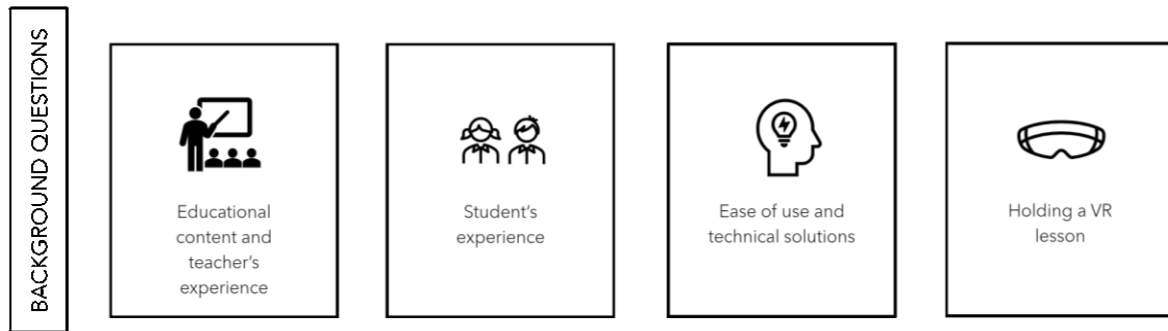 BACKGROUND QUESTIONS
Educational
content and
teacher's
experience
Student's
experience
Ease of use and
technical solutions
Holding a VR
lesson